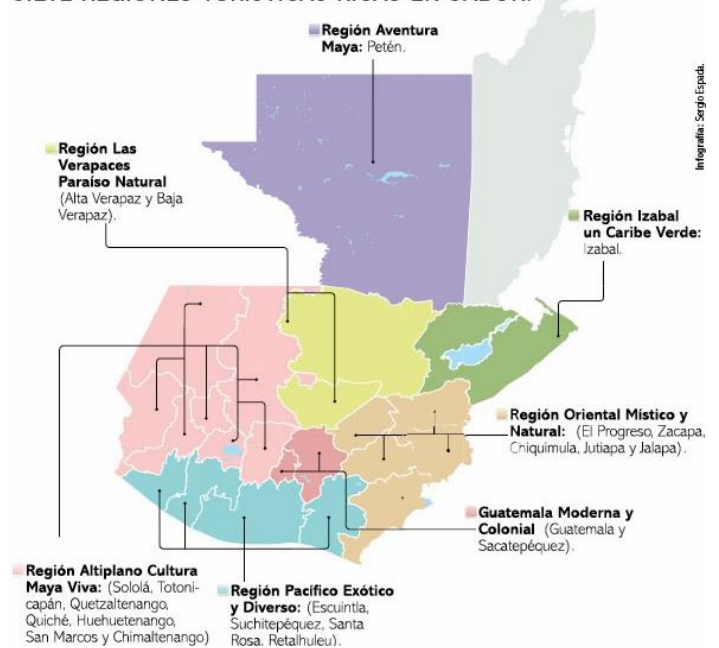 Región Aventura
Maya: Petén.
Infografía: Sergio Espada.
Región Las
Verapaces
Paraíso Natural
(Alta Verapaz y Baja
Verapaz).
Región Izabal
un Caribe Verde:
Izabal.
Región Oriental Místico y
Natural: (El Progreso, Zacapa,
Chiquimula, Jutiapa y Jalapa).
Guatemala Moderna y
Colonial (Guatemala y
Sacatepéquez).
Región Altiplano Cultura
Maya Viva: (Sololá, Totoni-
capán, Quetzaltenango,
Quiché, Huehuetenango,
San Marcos y Chimaltenango)
Región Pacífico Exótico
y Diverso: (Escuintla,
Suchitepéquez, Santa
Rosa, Retalhuleu).